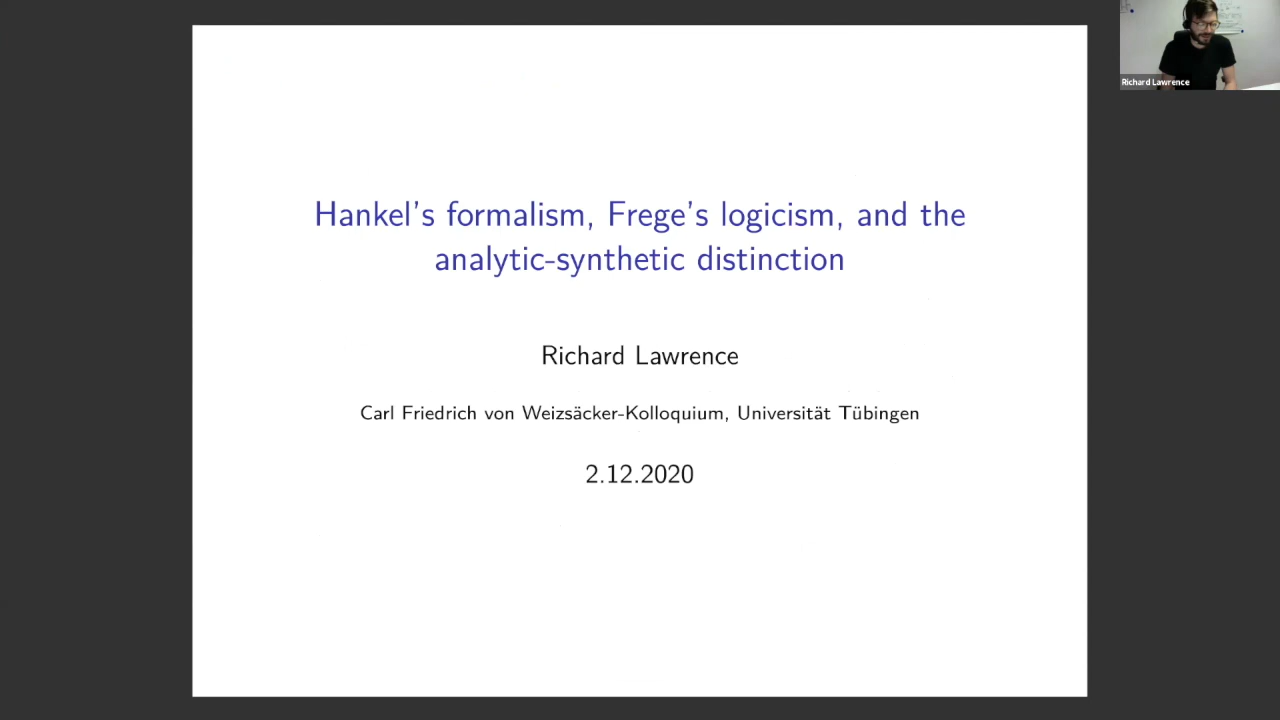 Hankel's formalism, Frege's logicism, and the
analytic-synthetic distinction
Richard Lawrence
Carl Friedrich von Weizsäcker-Kolloquium, Universität Tübingen
2.12.2020
Richard Lawrence